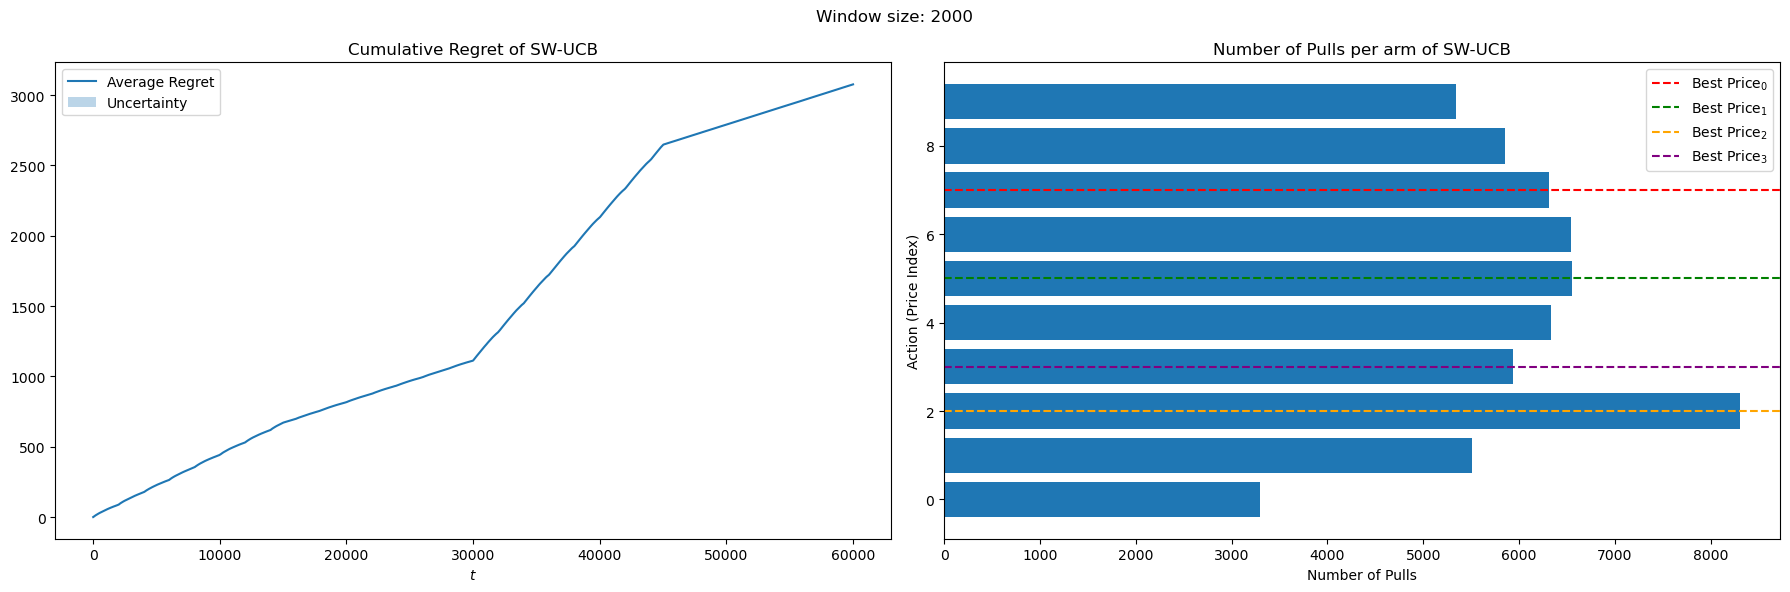 Window size: 2000
Cumulative Regret of SW-UCB
Average Regret
Uncertainty
3000
2500
2000
1500
1000
500
0
0 10000 20000 30000 40000 50000 60000
t
Number of Pulls per arm of SW-UCB
Best Price₀
Best Price₁
Best Price₂
Best Price₃
Action (Price Index)
8
6
4
2
0
0 1000 2000 3000 4000 5000 6000 7000 8000
Number of Pulls